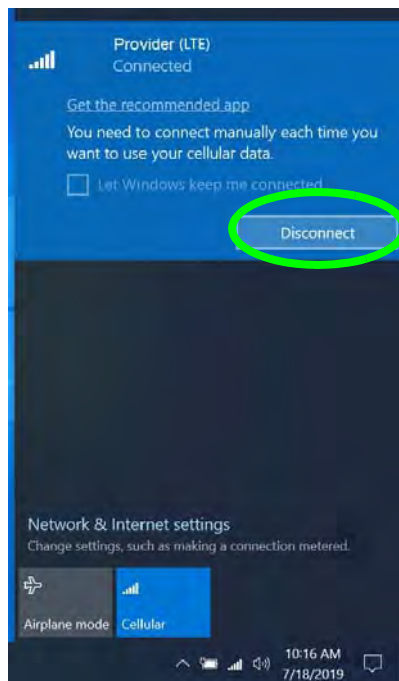 Provider (LTE)
Connected
Get the recommended app
You need to connect manually each time you
want to use your cellular data.
Let Windows keep me connected
Disconnect
Network & Internet settings
Change settings, such as making a connection metered.
Airplane mode Cellular
10:16 AM
7/18/2019